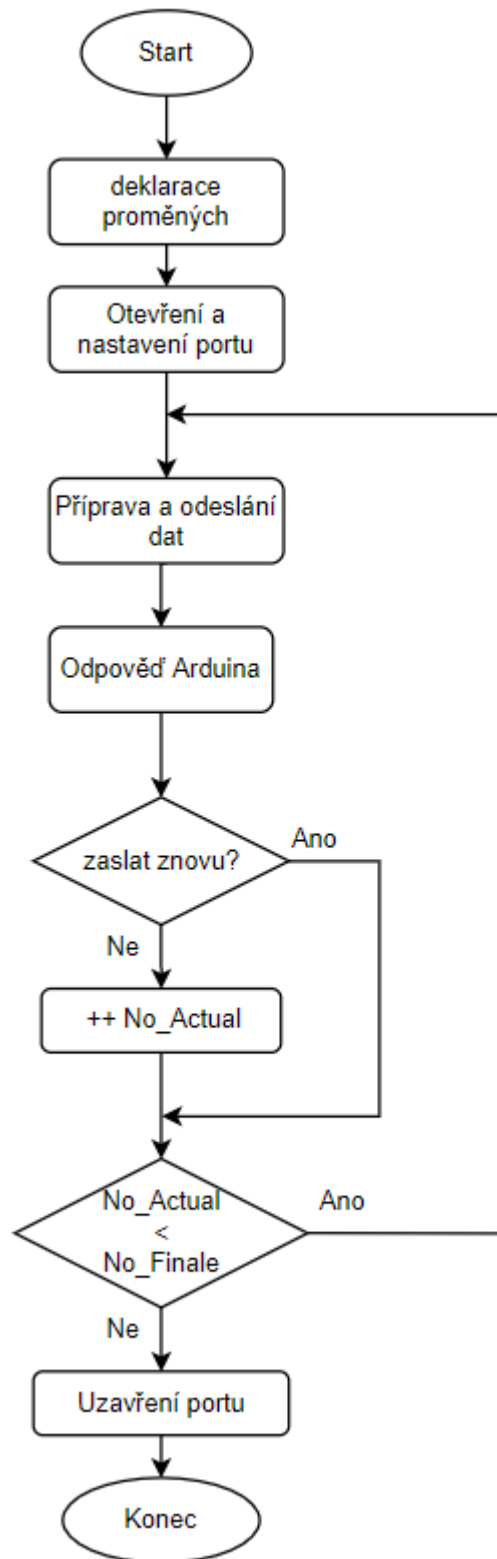 Start
deklarace
proměných
Otevření a
nastavení portu
Příprava a odeslání
dat
Odpověď Arduina
zaslat znovu?
Ano
Ne
++ No_Actual
No_Actual
<
No_Finale
Ano
Ne
Uzavření portu
Konec